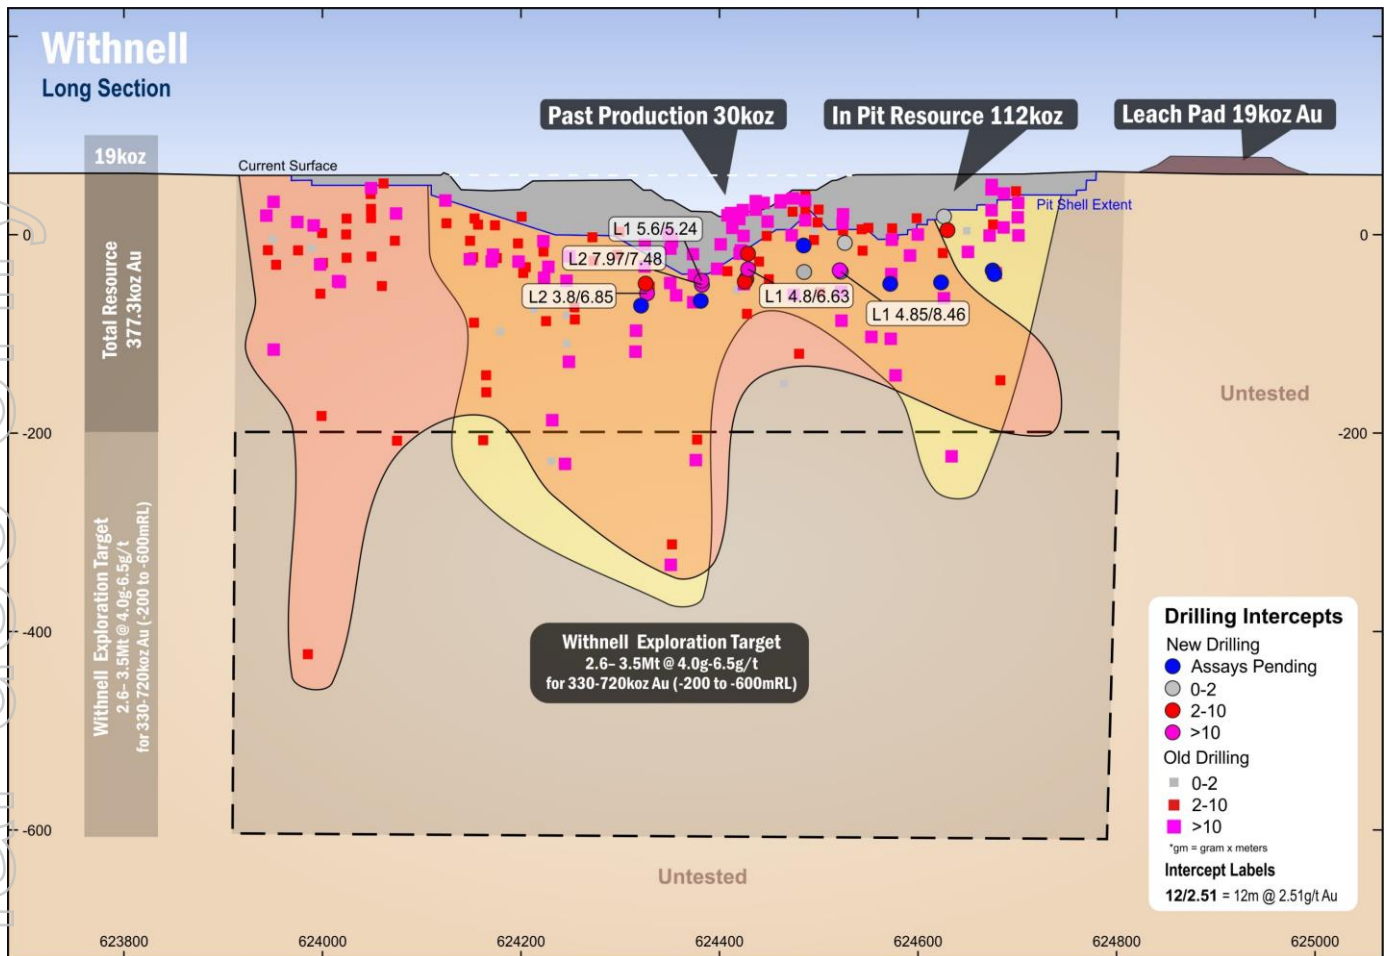 Withnell
Long Section
Past Production 30koz
In Pit Resource 112koz
Leach Pad 19koz Au
19koz
Current Surface
Pit Shell Extent
Total Resource
377.3koz Au
L1 5.6/5.24
L2 7.97/7.48
L2 3.8/6.85
L1 4.8/6.63
L1 4.85/8.46
0
0
-200
-200
-400
-600
Untested
Withnell Exploration Target
2.6– 3.5Mt @ 4.0g-6.5g/t
for 330-720koz Au (-200 to -600mRL)
Withnell Exploration Target
2.6– 3.5Mt @ 4.0g-6.5g/t
for 330-720koz Au (-200 to -600mRL)
Untested
Drilling Intercepts
New Drilling
Assays Pending
0-2
2-10
>10
Old Drilling
0-2
2-10
>10
*gm = gram x meters
Intercept Labels
12/2.51 = 12m @ 2.51g/t Au
623800
624000
624200
624400
624600
624800
625000